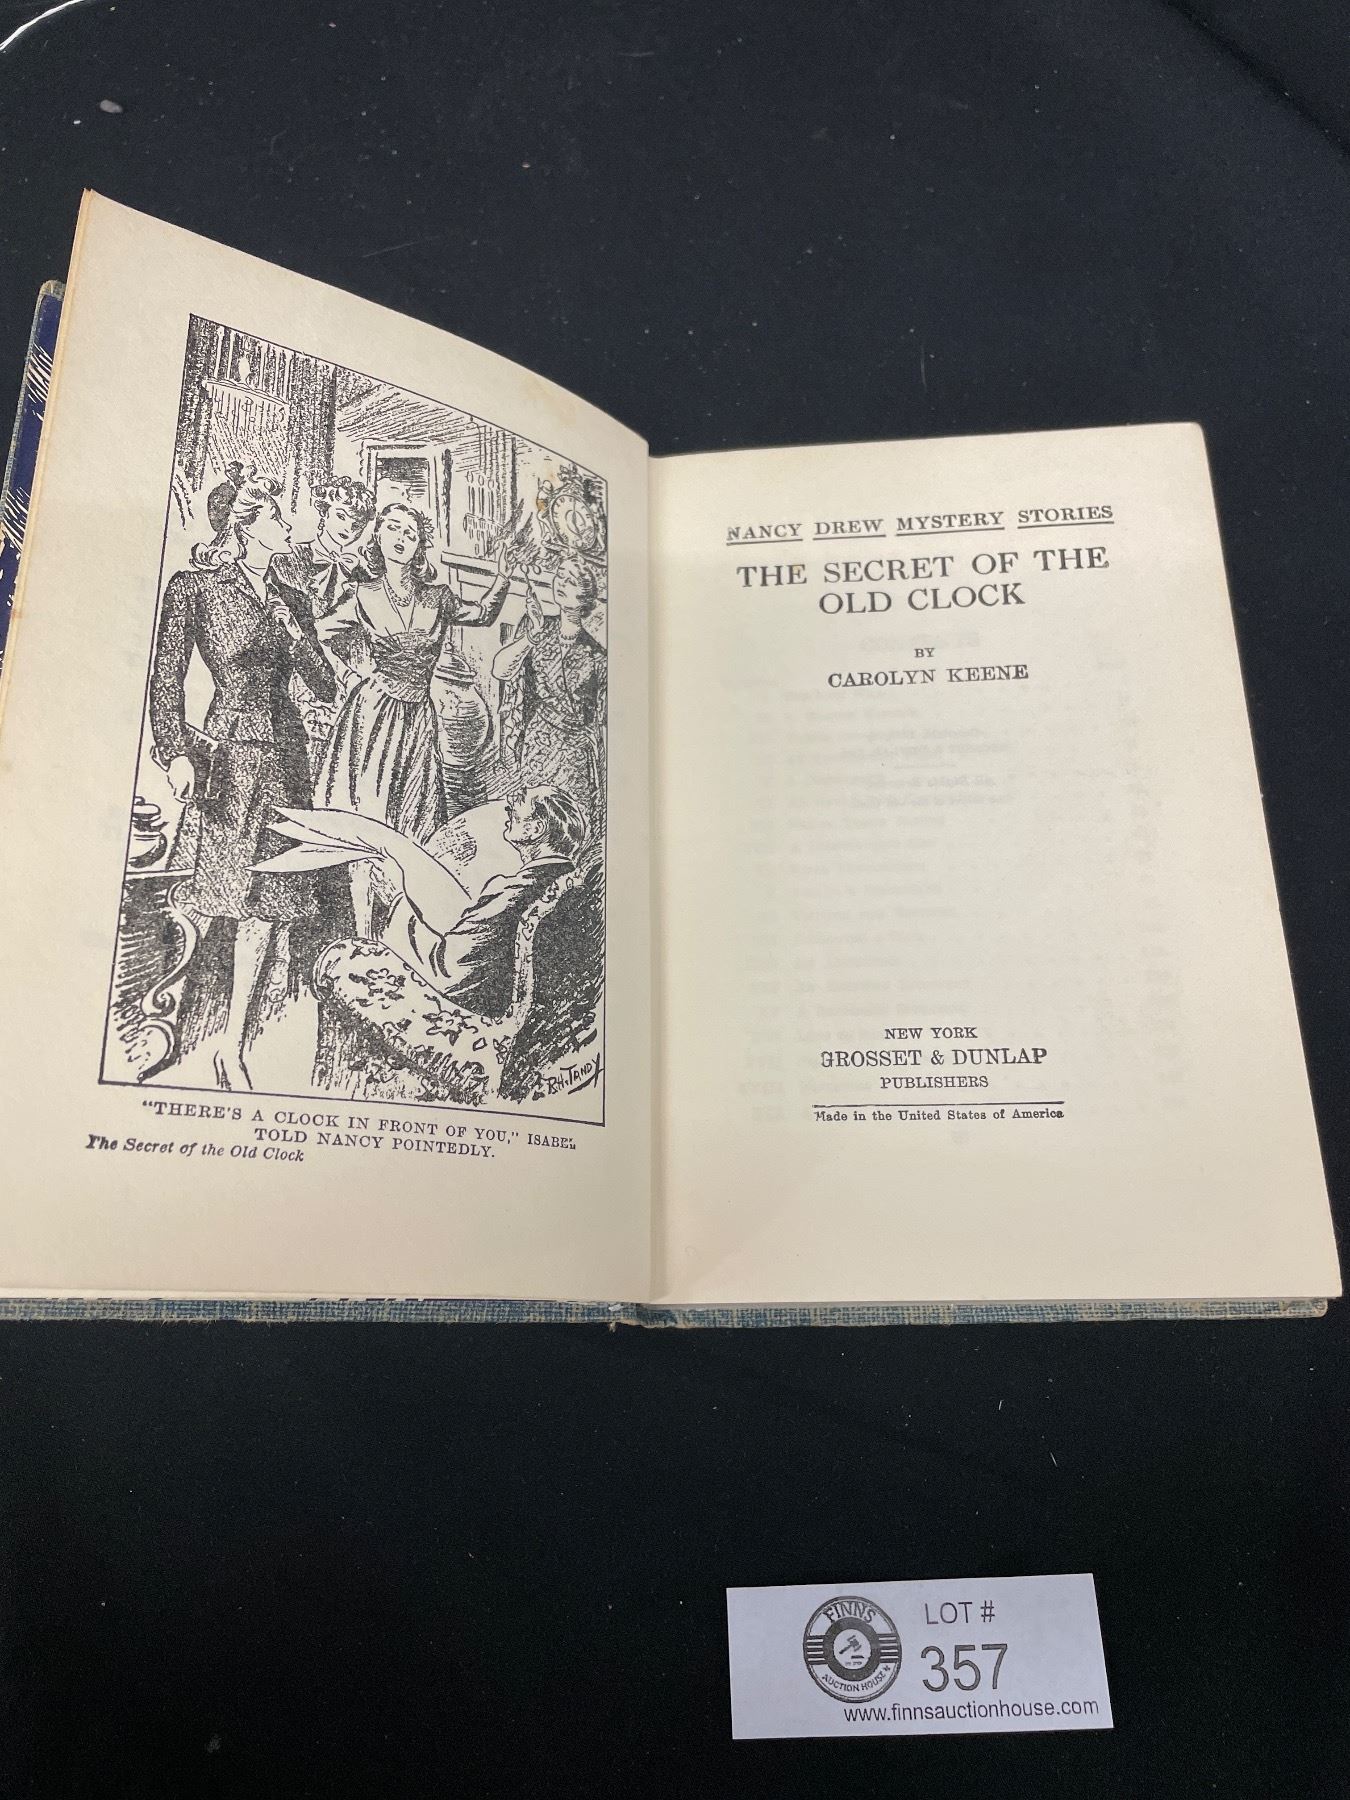 R.H. TANDY
"THERE'S A CLOCK IN FRONT OF YOU," ISABEL
TOLD NANCY POINTEDLY.
The Secret of the Old Clock
NANCY DREW MYSTERY STORIES
THE SECRET OF THE
OLD CLOCK
BY
CAROLYN KEENE
NEW YORK
GROSSET & DUNLAP
PUBLISHERS
Made in the United States of America
FINNS
AUCTION HOUSE
LOT #
357
www.finnsauctionhouse.com